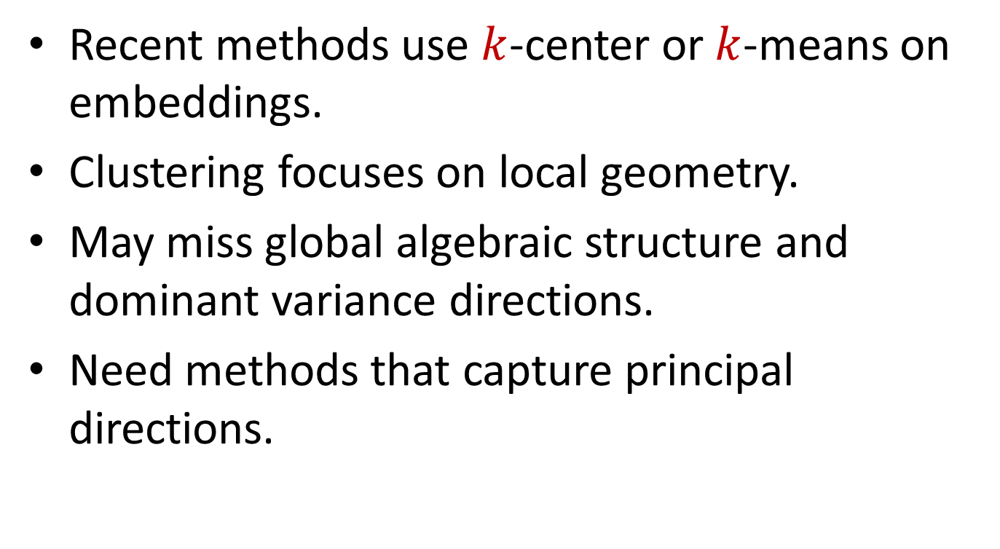 • Recent methods use k-center or k-means on
embeddings.
• Clustering focuses on local geometry.
• May miss global algebraic structure and
dominant variance directions.
• Need methods that capture principal
directions.